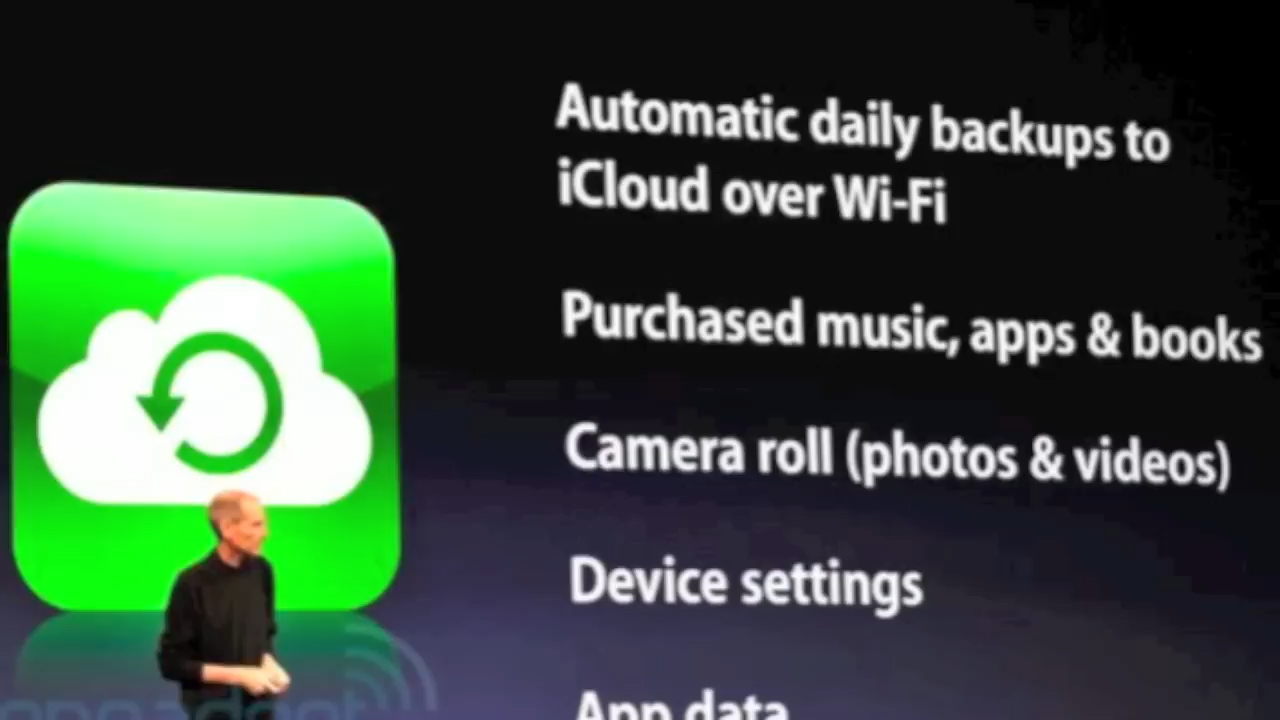 Automatic daily backups to
iCloud over Wi-Fi
Purchased music, apps & books
Camera roll (photos & videos)
Device settings
App data
engadget